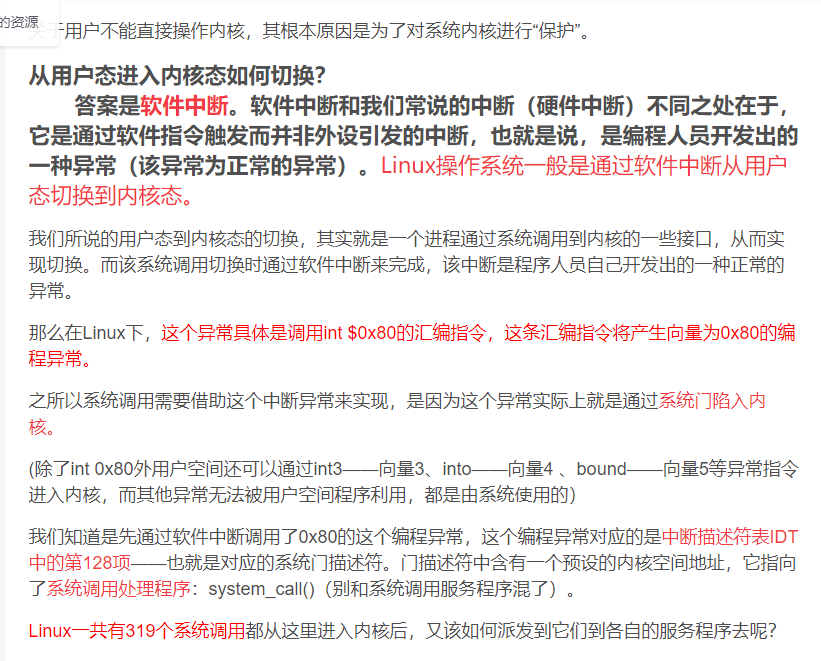 的资源
关于用户不能直接操作内核，其根本原因是为了对系统内核进行“保护”。
从用户态进入内核态如何切换？
答案是软件中断。软件中断和我们常说的中断（硬件中断）不同之处在于，
它是通过软件指令触发而并非外设引发的中断，也就是说，是编程人员开发出的
一种异常（该异常为正常的异常）。Linux操作系统一般是通过软件中断从用户
态切换到内核态。
我们所说的用户态到内核态的切换，其实就是一个进程通过系统调用到内核的一些接口，从而实
现切换。而该系统调用切换时通过软件中断来完成，该中断是程序人员自己开发出的一种正常的
异常。
那么在Linux下，这个异常具体是调用int $0x80的汇编指令，这条汇编指令将产生向量为0x80的编
程异常。
之所以系统调用需要借助这个中断异常来实现，是因为这个异常实际上就是通过系统门陷入内
核。
(除了int 0x80外用户空间还可以通过int3——向量3、into——向量4 、bound——向量5等异常指令
进入内核，而其他异常无法被用户空间程序利用，都是由系统使用的）
我们知道是先通过软件中断调用了0x80的这个编程异常，这个编程异常对应的是中断描述符表IDT
中的第128项——也就是对应的系统门描述符。门描述符中含有一个预设的内核空间地址，它指向
了系统调用处理程序：system_call()（别和系统调用服务程序混了）。
Linux一共有319个系统调用都从这里进入内核后，又该如何派发到它们到各自的服务程序去呢？